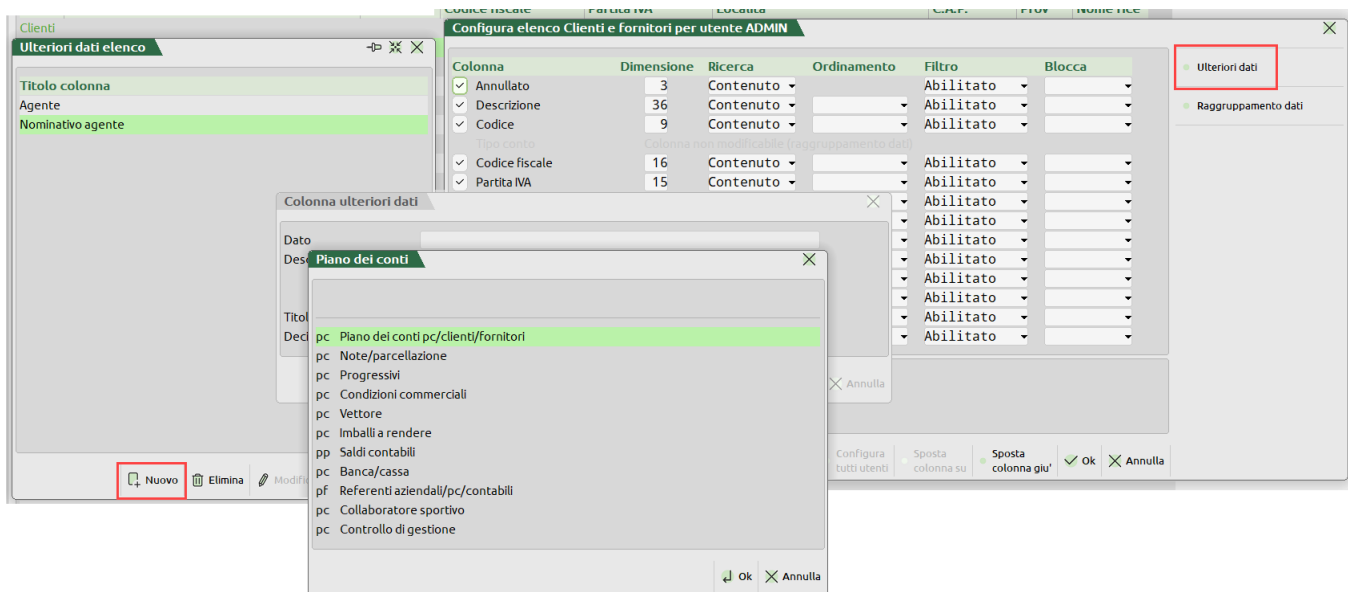 Codice fiscale Partita IVA Località C.A.P. Prov Nome rice
Clienti
Ulteriori dati elenco
Titolo colonna
Agente
Nominativo agente
Nuovo Elimina Modific
Configura elenco Clienti e fornitori per utente ADMIN
Colonna Dimensione Ricerca Ordinamento Filtro Blocca
Annullato 3 Contenuto Abilitato
Descrizione 36 Contenuto Abilitato
Codice 9 Contenuto Abilitato
Tipo conto Colonna non modificabile (raggruppamento dati)
Codice fiscale 16 Contenuto Abilitato
Partita IVA 15 Contenuto Abilitato
Abilitato
Abilitato
Abilitato
Abilitato
Abilitato
Abilitato
Abilitato
Abilitato
Ulteriori dati
Raggruppamento dati
Configura tutti utenti
Sposta colonna su
Sposta colonna giu'
Ok
Annulla
Colonna ulteriori dati
Dato
Desc
Titol
Deci
Annulla
Piano dei conti
pc Piano dei conti pc/clienti/fornitori
pc Note/parcellazione
pc Progressivi
pc Condizioni commerciali
pc Vettore
pc Imballi a rendere
pp Saldi contabili
pc Banca/cassa
pf Referenti aziendali/pc/contabili
pc Collaboratore sportivo
pc Controllo di gestione
Ok Annulla